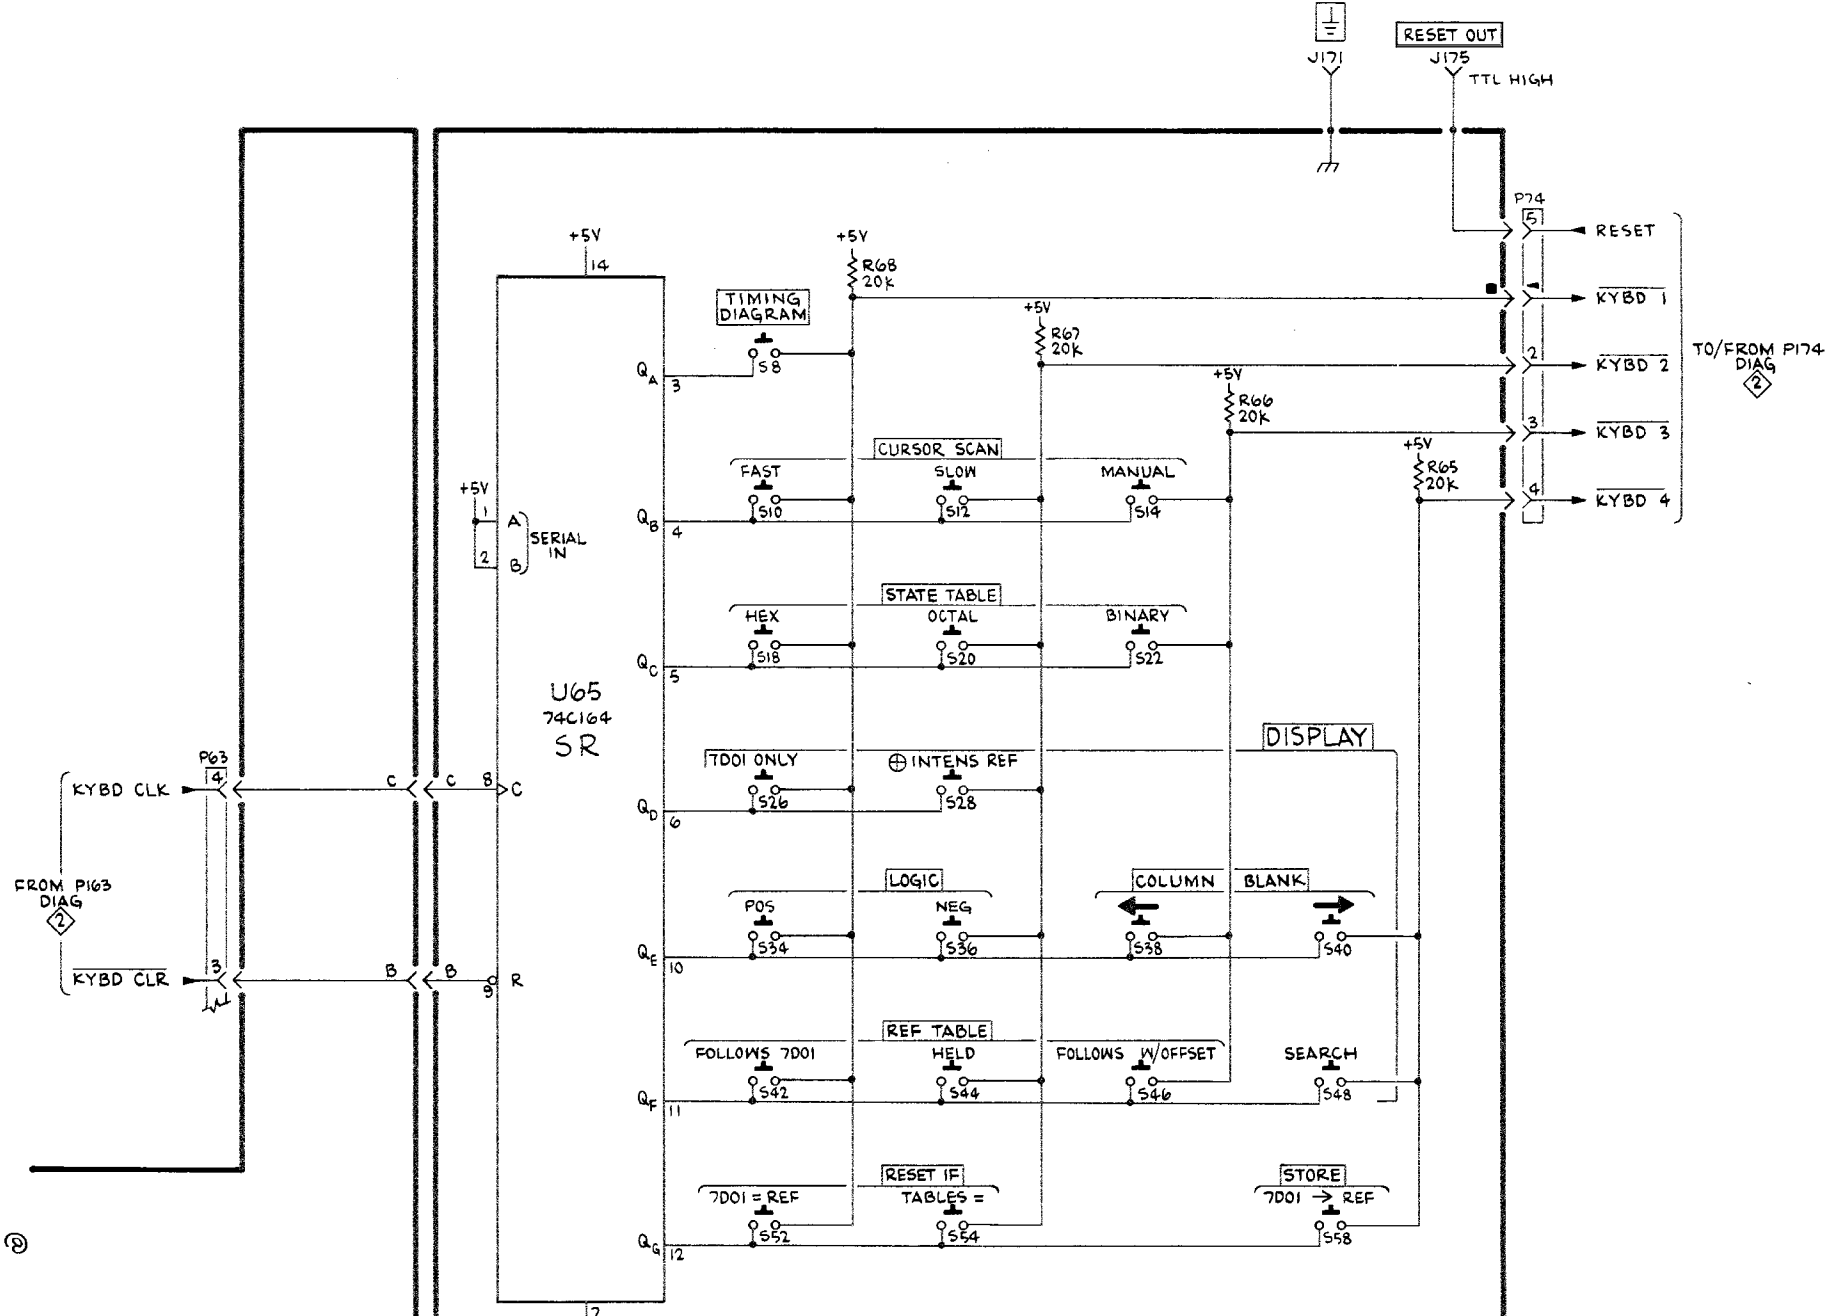 RESET OUT
J171
J175
TTL HIGH
P74
5
RESET
+5V
14
+5V
R68
20K
KYBD 1
TIMING
DIAGRAM
S8
QA
3
+5V
R67
20K
2
KYBD 2
TO/FROM P174
DIAG
2
+5V
R66
20K
3
KYBD 3
+5V
R65
20K
4
KYBD 4
CURSOR SCAN
FAST
SLOW
MANUAL
S10
S12
S14
QB
4
+5V
1
A
2
B
SERIAL
IN
STATE TABLE
HEX
OCTAL
BINARY
S18
S20
S22
QC
5
U65
74C164
SR
DISPLAY
7D01 ONLY
INTENS REF
S26
S28
QD
6
P63
4
KYBD CLK
C
C
8
C
FROM P163
DIAG
2
LOGIC
COLUMN BLANK
POS
NEG
S34
S36
S38
S40
QE
10
3
KYBD CLR
B
B
9
R
REF TABLE
FOLLOWS 7D01
HELD
FOLLOWS W/OFFSET
SEARCH
S42
S44
S46
S48
QF
11
RESET IF
STORE
7D01 = REF
TABLES =
7D01 → REF
S52
S54
S58
QG
12
@
7